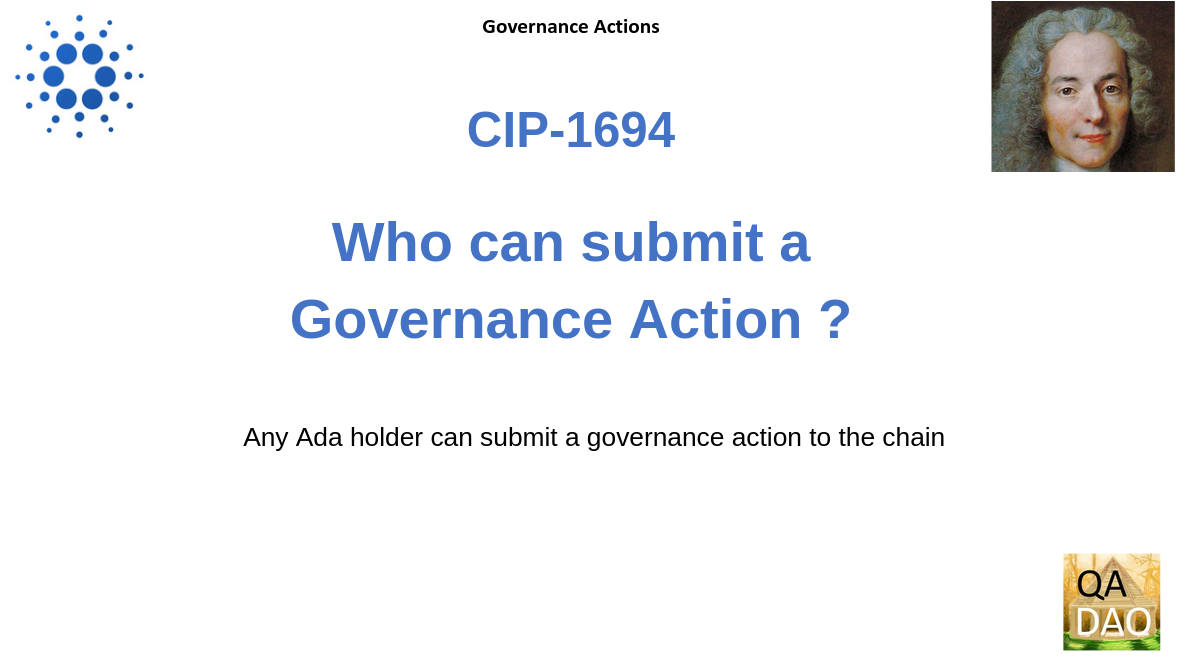 Governance Actions
CIP-1694
Who can submit a
Governance Action ?
Any Ada holder can submit a governance action to the chain
QA
DAO